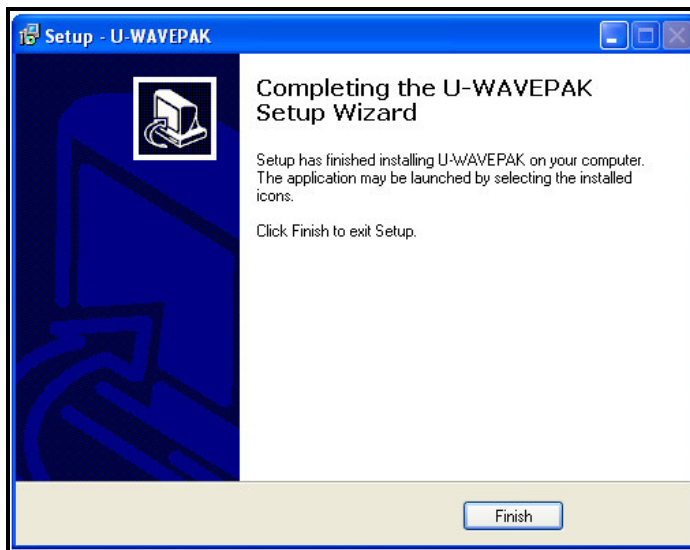 Setup - U-WAVEPAK
Completing the U-WAVEPAK
Setup Wizard
Setup has finished installing U-WAVEPAK on your computer.
The application may be launched by selecting the installed
icons.
Click Finish to exit Setup.
Finish